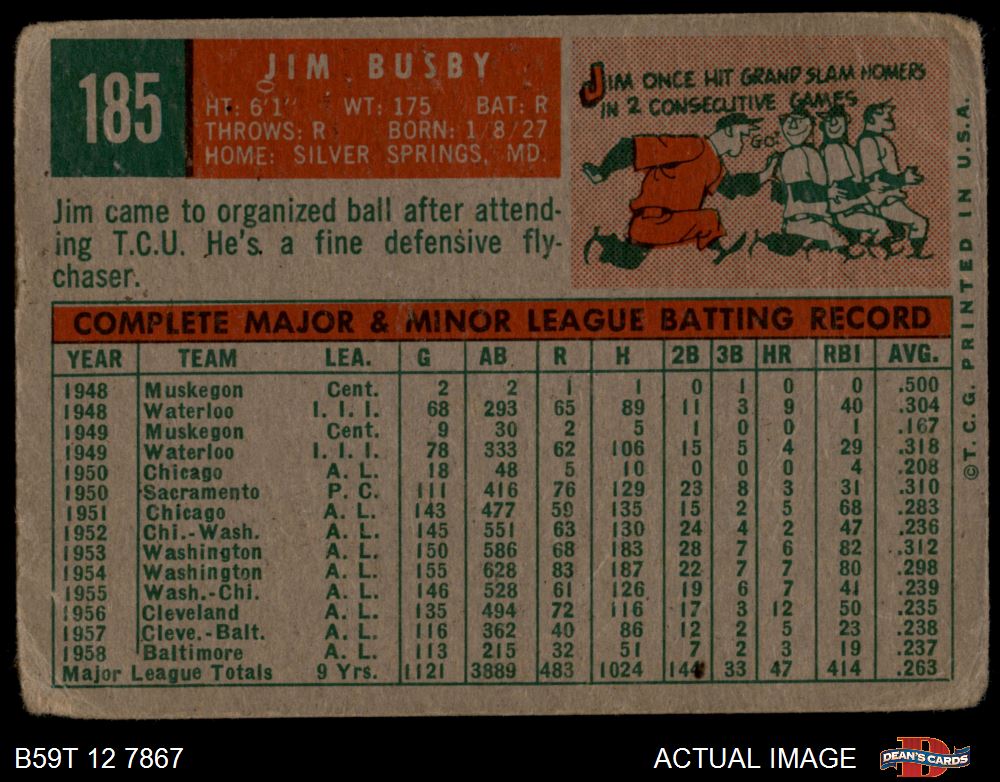 185
JIM BUSBY
HT: 6'1" WT: 175 BAT: R
THROWS: R BORN: 1/8/27
HOME: SILVER SPRINGS, MD.
JIM ONCE HIT GRAND SLAM HOMERS
IN 2 CONSECUTIVE GAMES
GO!
Jim came to organized ball after attend-
ing T.C.U. He's a fine defensive fly-
chaser.
COMPLETE MAJOR & MINOR LEAGUE BATTING RECORD
YEAR TEAM LEA. G AB R H 2B 3B HR RBI AVG.
1948 Muskegon Cent. 2 2 1 1 0 1 0 0 .500
1948 Waterloo I. I. I. 68 293 65 89 11 3 9 40 .304
1949 Muskegon Cent. 9 30 2 5 1 0 0 1 .167
1949 Waterloo I. I. I. 78 333 62 106 15 5 4 29 .318
1950 Chicago A. L. 18 48 5 10 0 0 0 4 .208
1950 Sacramento P. C. 111 416 76 129 23 8 3 31 .310
1951 Chicago A. L. 143 477 59 135 15 2 5 68 .283
1952 Chi.-Wash. A. L. 145 551 63 130 24 4 2 47 .236
1953 Washington A. L. 150 586 68 183 28 7 6 82 .312
1954 Washington A. L. 155 628 83 187 22 7 7 80 .298
1955 Wash.-Chi. A. L. 146 528 61 126 19 6 7 41 .239
1956 Cleveland A. L. 135 494 72 116 17 3 12 50 .235
1957 Cleve.-Balt. A. L. 116 362 40 86 12 2 5 23 .238
1958 Baltimore A. L. 113 215 32 51 7 2 3 19 .237
Major League Totals 9 Yrs. 1121 3889 483 1024 144 33 47 414 .263
©T. C. G. PRINTED IN U.S.A.
B59T 12 7867
ACTUAL IMAGE
DEAN'S CARDS